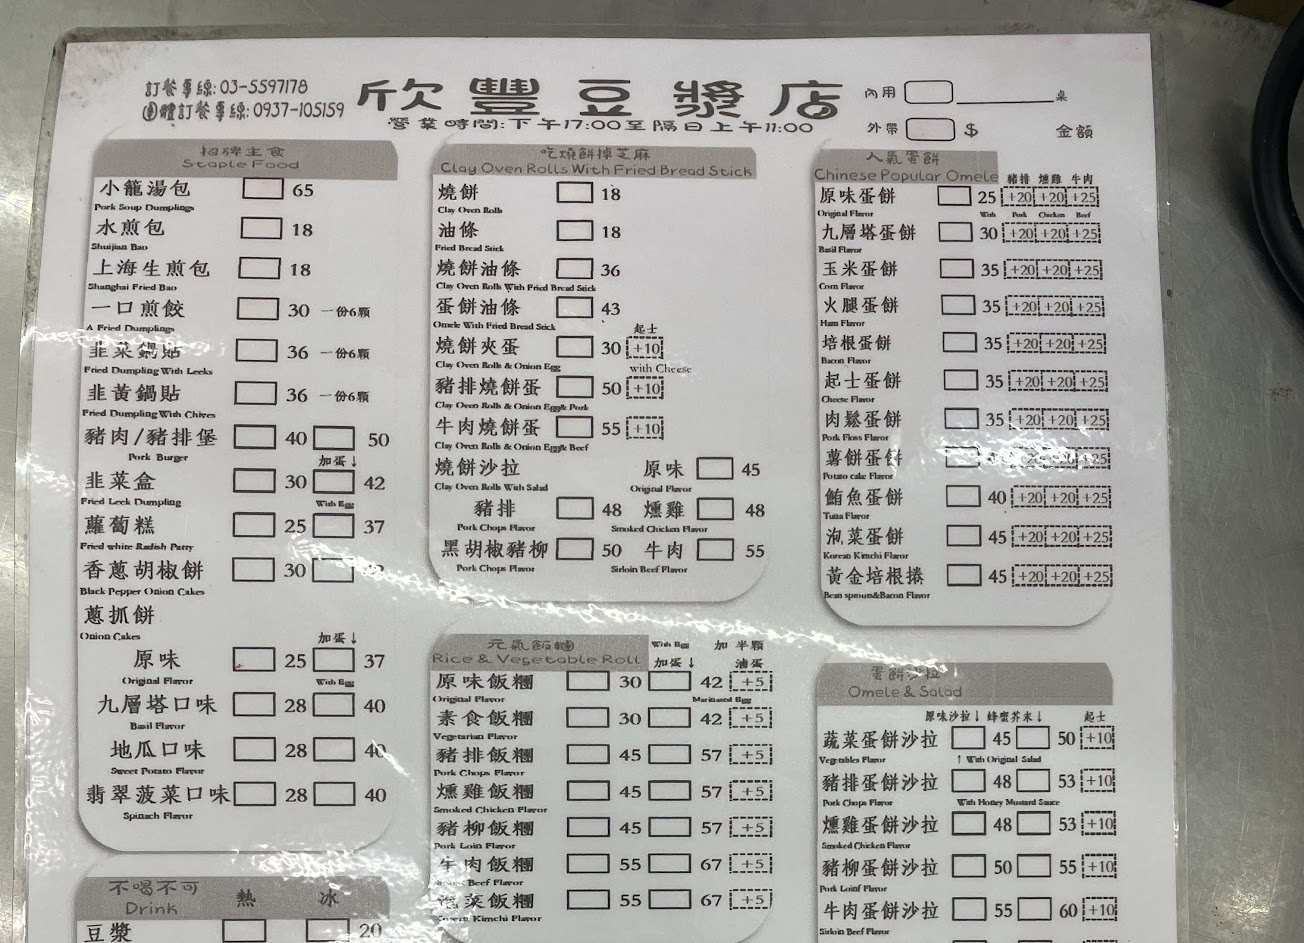 訂餐專線:03-5597178
團體訂餐專線:0937-105159
欣豐豆漿店
營業時間:下午17:00至隔日上午11:00
內用 桌
外帶 $ 金額
招牌主食
Staple Food
小籠湯包 65
Pork Soup Dumplings
水煎包 18
Shuijian Bao
上海生煎包 18
Shanghai Fried Bao
一口煎餃 30 一份6顆
A Fried Dumplings
韭菜鍋貼 36 一份6顆
Fried Dumpling With Leeks
韭黃鍋貼 36 一份6顆
Fried Dumpling With Chives
豬肉/豬排堡 40 50
Pork Burger 加蛋↓
韭菜盒 30 42
Fried Leek Dumpling With Egg
蘿蔔糕 25 37
Fried white Radish Patty
香蔥胡椒餅 30
Black Pepper Onion Cakes
蔥抓餅
Onion Cakes 加蛋↓
原味 25 37
Original Flavor With Egg
九層塔口味 28 40
Basil Flavor
地瓜口味 28 40
Sweet Potato Flavor
翡翠菠菜口味 28 40
Spinach Flavor
不喝不可 熱 冰
Drink
豆漿 20
吃燒餅掉芝麻
Clay Oven Rolls With Fried Bread Stick
燒餅 18
Clay Oven Rolls
油條 18
Fried Bread Stick
燒餅油條 36
Clay Oven Rolls With Fried Bread Stick
蛋餅油條 43
Omele With Fried Bread Stick 起士
燒餅夾蛋 30 +10
Clay Oven Rolls & Onion Egg with Cheese
豬排燒餅蛋 50 +10
Clay Oven Rolls & Onion Egg& Pork
牛肉燒餅蛋 55 +10
Clay Oven Rolls & Onion Egg& Beef
燒餅沙拉 原味 45
Clay Oven Rolls With Salad Original Flavor
豬排 48 燻雞 48
Pork Chops Flavor Smoked Chicken Flavor
黑胡椒豬柳 50 牛肉 55
Pork Chops Flavor Sirloin Beef Flavor
元氣飯糰 With Egg 加 半顆
Rice & Vegetable Roll 加蛋↓ 滷蛋
原味飯糰 30 42 +5
Original Flavor Marinated Egg
素食飯糰 30 42 +5
Vegetarian Flavor
豬排飯糰 45 57 +5
Pork Chops Flavor
燻雞飯糰 45 57 +5
Smoked Chicken Flavor
豬柳飯糰 45 57 +5
Pork Loin Flavor
牛肉飯糰 55 67 +5
Beef Flavor
菜飯糰 55 67 +5
Kimchi Flavor
人氣蛋餅
Chinese Popular Omele 豬排 燻雞 牛肉
原味蛋餅 25 +20 +20 +25
Original Flavor With Pork Chicken Beef
九層塔蛋餅 30 +20 +20 +25
Basil Flavor
玉米蛋餅 35 +20 +20 +25
Corn Flavor
火腿蛋餅 35 +20 +20 +25
Ham Flavor
培根蛋餅 35 +20 +20 +25
Bacon Flavor
起士蛋餅 35 +20 +20 +25
Cheese Flavor
肉鬆蛋餅 35 +20 +20 +25
Pork Floss Flavor
薯餅蛋餅 +20 +20 +25
Potato cake Flavor
鮪魚蛋餅 40 +20 +20 +25
Tuna Flavor
泡菜蛋餅 45 +20 +20 +25
Korean Kimchi Flavor
黃金培根捲 45 +20 +20 +25
Bean sprouts&Bacon Flavor
蛋餅沙拉
Omele & Salad
原味沙拉↓ 蜂蜜芥末↓ 起士
蔬菜蛋餅沙拉 45 50 +10
Vegetables Flavor ↑ With Original Salad
豬排蛋餅沙拉 48 53 +10
Pork Chops Flavor With Honey Mustard Sauce
燻雞蛋餅沙拉 48 53 +10
Smoked Chicken Flavor
豬柳蛋餅沙拉 50 55 +10
Pork Loinf Flavor
牛肉蛋餅沙拉 55 60 +10
Sirloin Beef Flavor